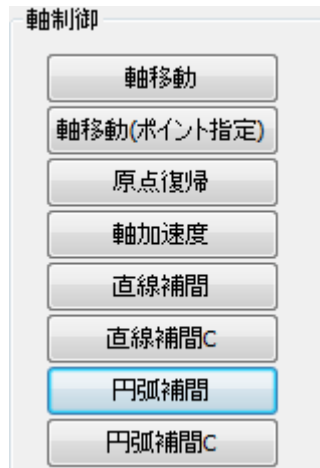 軸制御
軸移動
軸移動(ポイント指定)
原点復帰
軸加速度
直線補間
直線補間C
円弧補間
円弧補間C